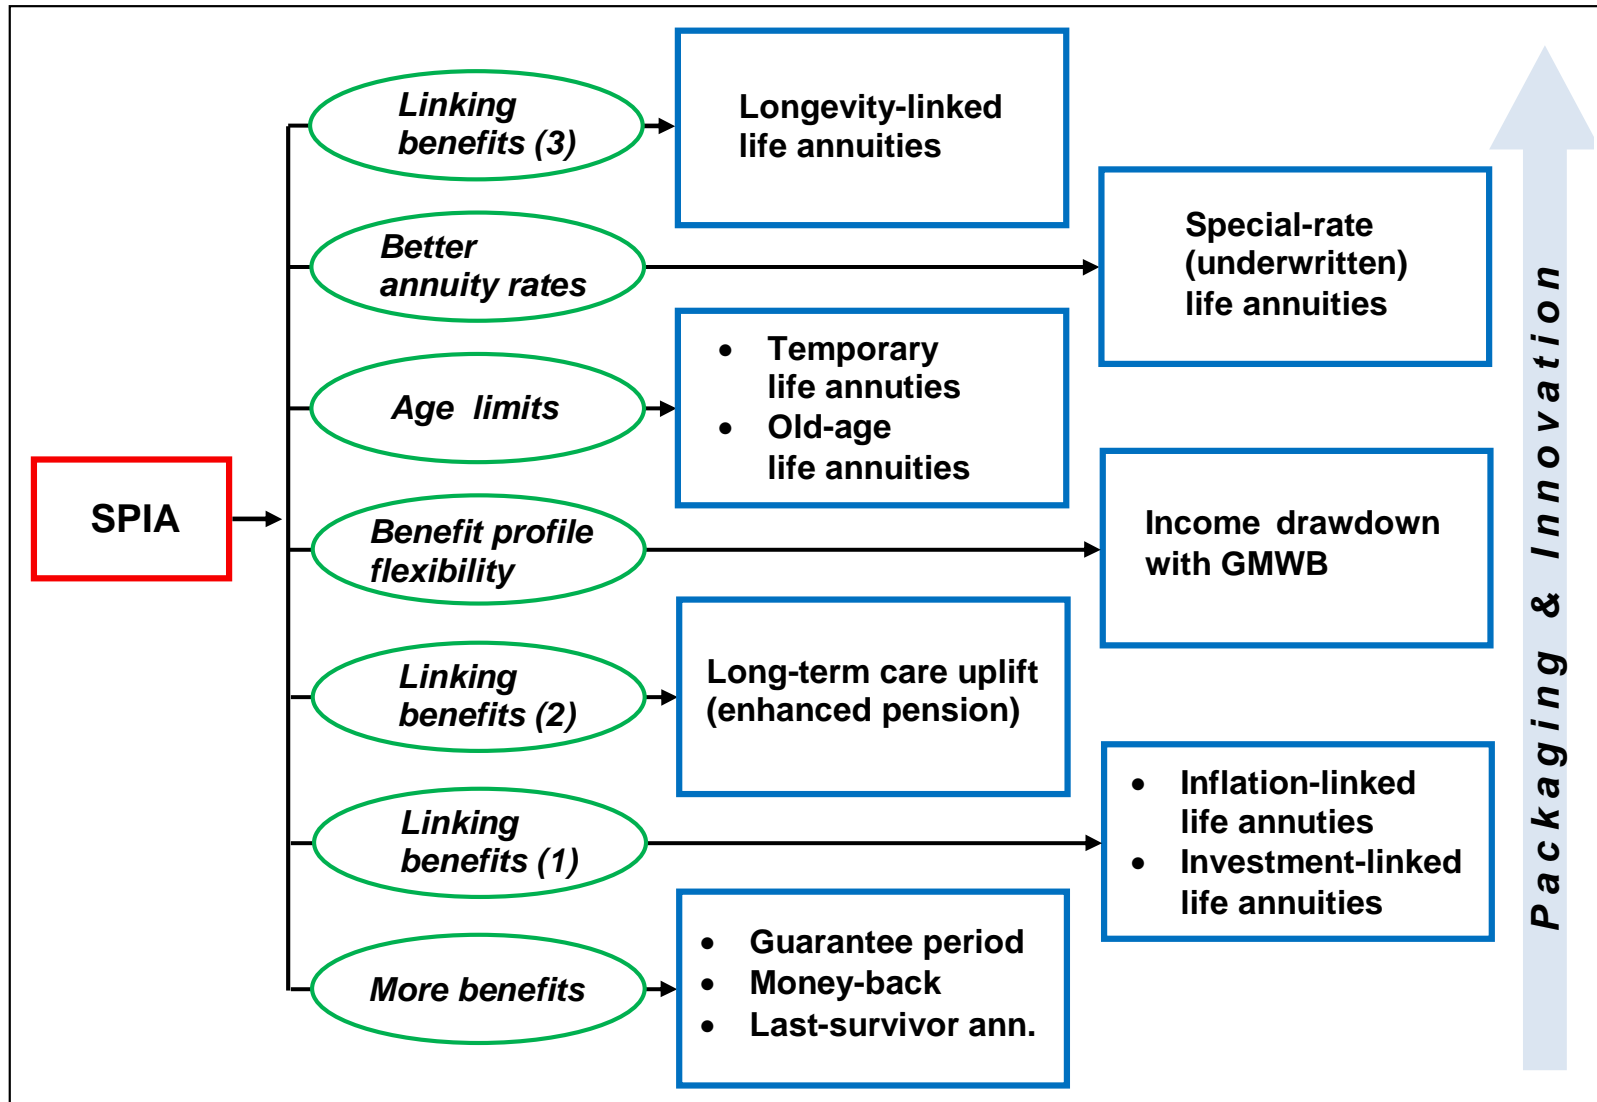 SPIA
Linking
benefits (3)
Longevity-linked
life annuities
Better
annuity rates
Special-rate
(underwritten)
life annuities
Age limits
• Temporary
life annuties
• Old-age
life annuities
Benefit profile
flexibility
Income drawdown
with GMWB
Linking
benefits (2)
Long-term care uplift
(enhanced pension)
Linking
benefits (1)
• Inflation-linked
life annuties
• Investment-linked
life annuities
More benefits
• Guarantee period
• Money-back
• Last-survivor ann.
Packaging & Innovation